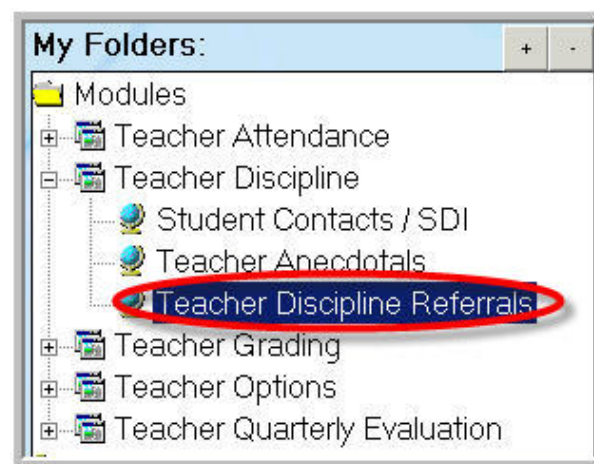 My Folders: + -
Modules
Teacher Attendance
Teacher Discipline
Student Contacts / SDI
Teacher Anecdotals
Teacher Discipline Referrals
Teacher Grading
Teacher Options
Teacher Quarterly Evaluation